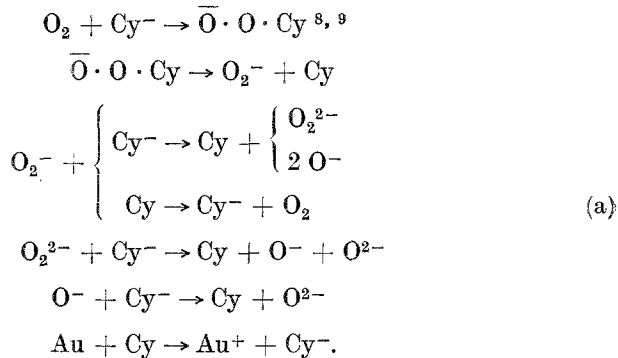 O₂ + Cy⁻ → O̅ · O · Cy ⁸, ⁹
O̅ · O · Cy → O₂⁻ + Cy
O₂⁻ + { Cy⁻ → Cy + { O₂²⁻
2 O⁻
Cy → Cy⁻ + O₂
(a)
O₂²⁻ + Cy⁻ → Cy + O⁻ + O²⁻
O⁻ + Cy⁻ → Cy + O²⁻
Au + Cy → Au⁺ + Cy⁻.